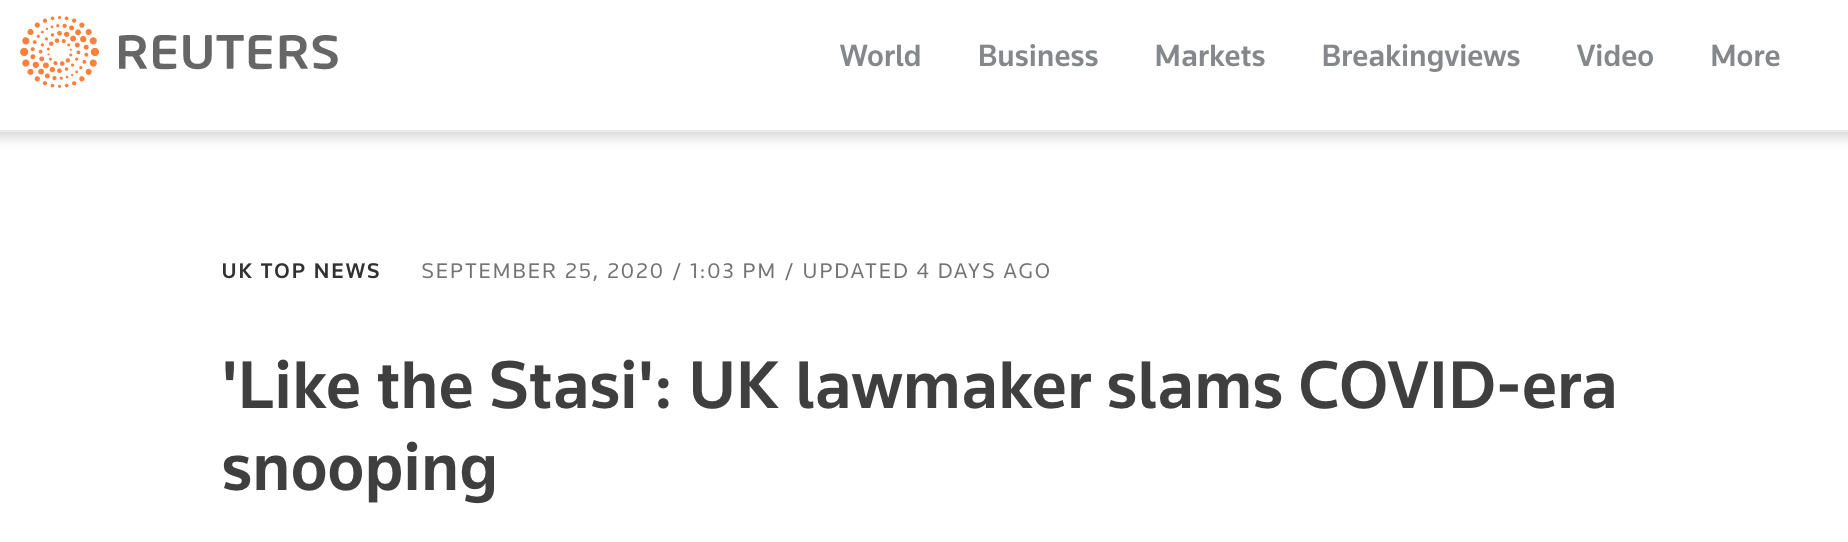 REUTERS World Business Markets Breakingviews Video More
UK TOP NEWS SEPTEMBER 25, 2020 / 1:03 PM / UPDATED 4 DAYS AGO
'Like the Stasi': UK lawmaker slams COVID-era
snooping